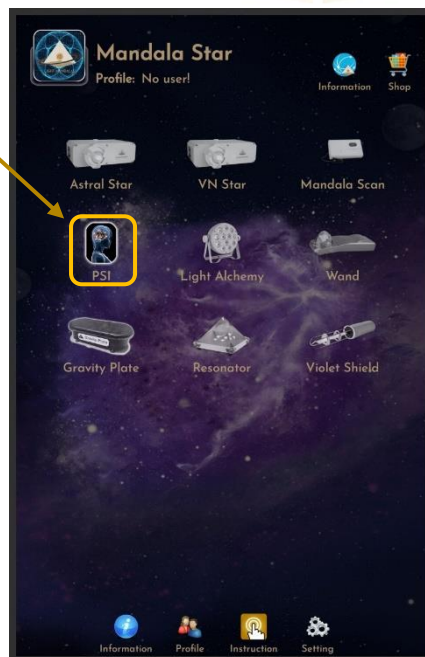 Mandala Star
Profile: No user!
Information Shop
Astral Star VN Star Mandala Scan
PSI Light Alchemy Wand
Gravity Plate Resonator Violet Shield
Information Profile Instruction Setting